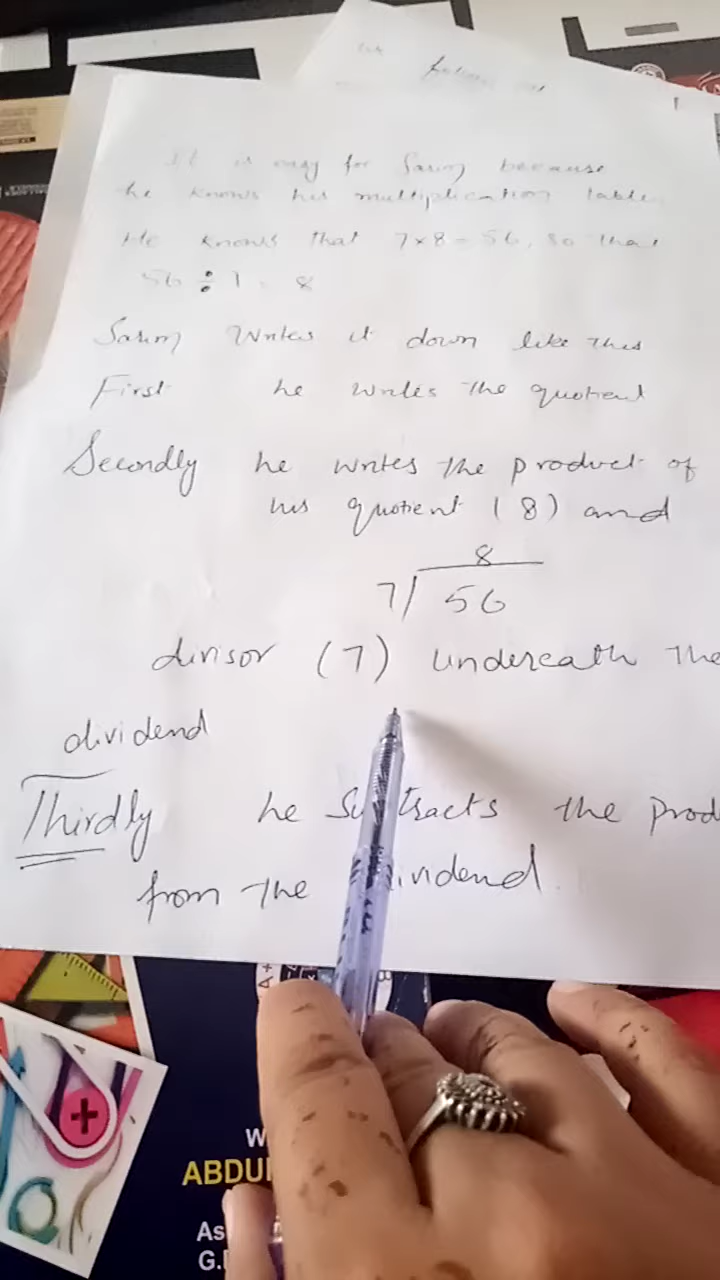 It is easy for Sarim because
he knows his multiplication table
He knows that 7×8=56, so that
56 ÷ 7 = 8
Sarim writes it down like this
First he writes the quotient
Secondly he writes the product of
his quotient (8) and
8
7 56
divisor (7) underneath the
dividend
Thirdly he Subtracts the prod
from the dividend.
A+
W
ABDU
As
G.